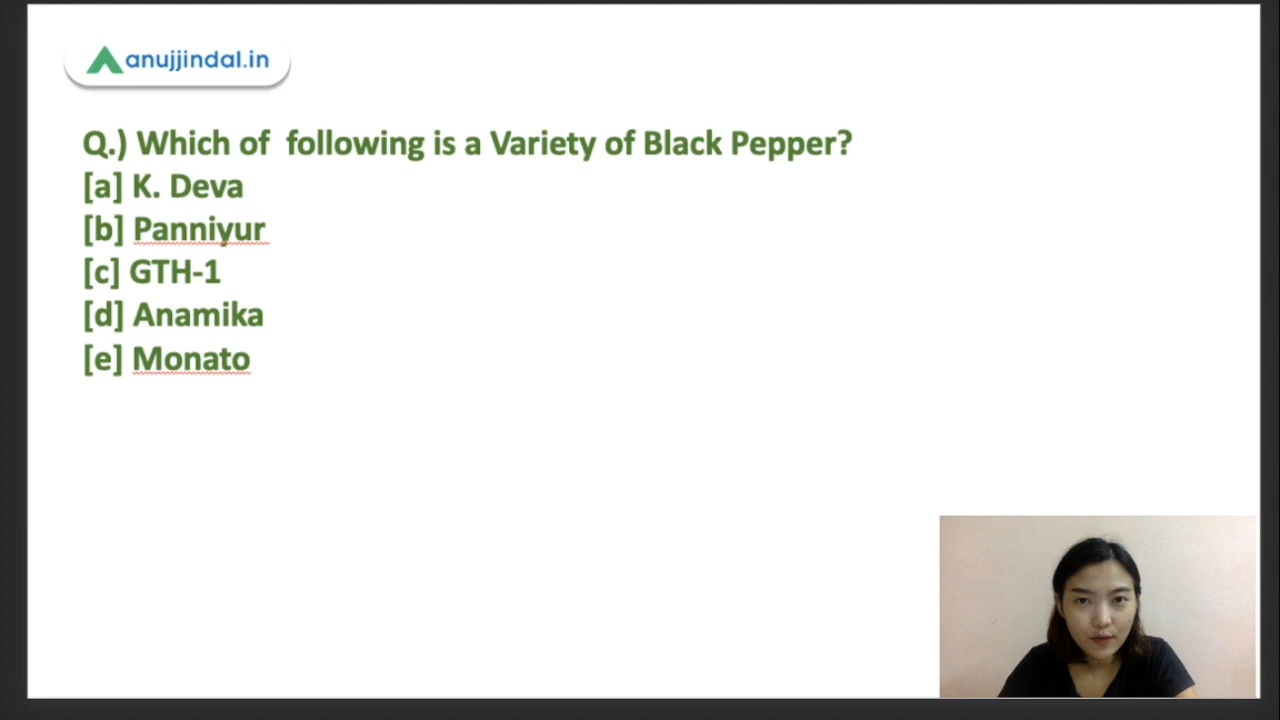 anujjindal.in
Q.) Which of  following is a Variety of Black Pepper?
[a] K. Deva
[b] Panniyur
[c] GTH-1
[d] Anamika
[e] Monato